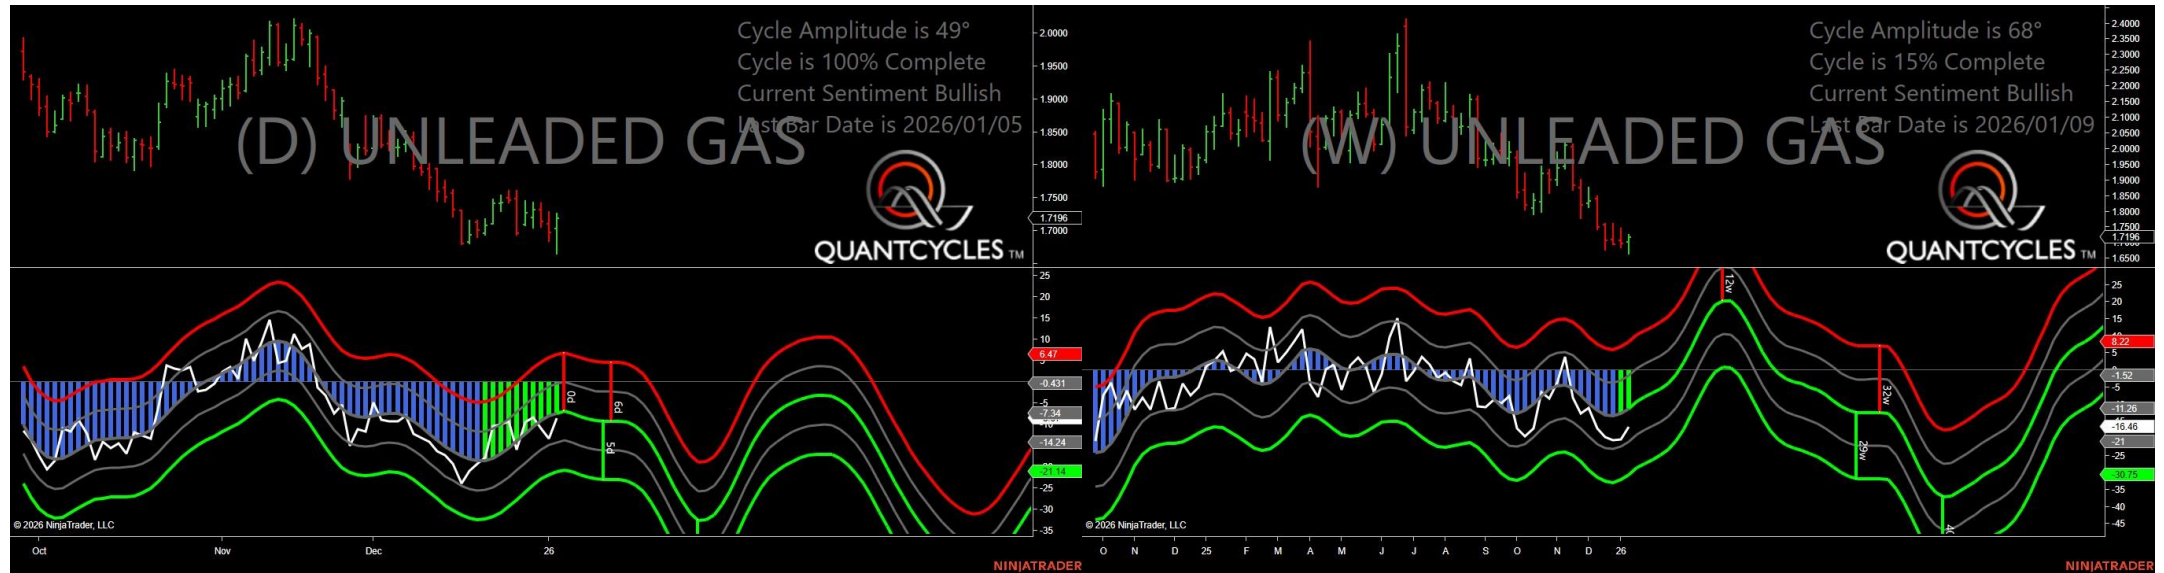 Cycle Amplitude is 49°
Cycle is 100% Complete
Current Sentiment Bullish
Last Bar Date is 2026/01/05
(D) UNLEADED GAS
QUANTCYCLES TM
2.0000
1.9500
1.9000
1.8500
1.8000
1.7500
1.7196
1.7000
25
20
15
10
5
6.47
-0.431
-5
-7.34
-14.24
-21.14
-25
-30
-35
0d
6d
5d
© 2026 NinjaTrader, LLC
Oct Nov Dec 26
NINJATRADER
Cycle Amplitude is 68°
Cycle is 15% Complete
Current Sentiment Bullish
Last Bar Date is 2026/01/09
(W) UNLEADED GAS
QUANTCYCLES TM
2.4000
2.3500
2.3000
2.2500
2.2000
2.1500
2.1000
2.0500
2.0000
1.9500
1.9000
1.8500
1.8000
1.7500
1.7196
1.6500
25
20
15
8.22
5
-1.52
-5
-11.26
-16.46
-21
-25
-30.75
-35
-40
-45
12w
32w
29w
© 2026 NinjaTrader, LLC
O N D 25 F M A M J J A S O N D 26
NINJATRADER